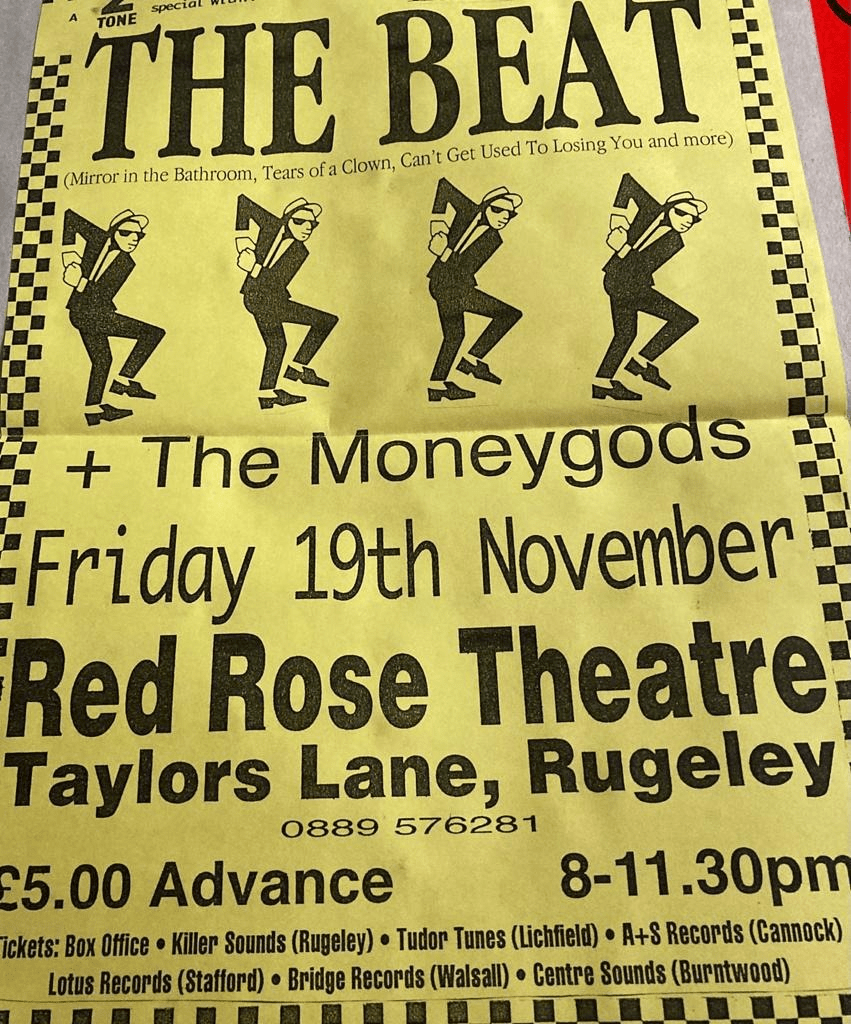 A 2 TONE special
THE BEAT
(Mirror in the Bathroom, Tears of a Clown, Can't Get Used To Losing You and more)
+ The Moneygods
Friday 19th November
Red Rose Theatre
Taylors Lane, Rugeley
0889 576281
£5.00 Advance 8-11.30pm
Tickets: Box Office • Killer Sounds (Rugeley) • Tudor Tunes (Lichfield) • A+S Records (Cannock)
Lotus Records (Stafford) • Bridge Records (Walsall) • Centre Sounds (Burntwood)